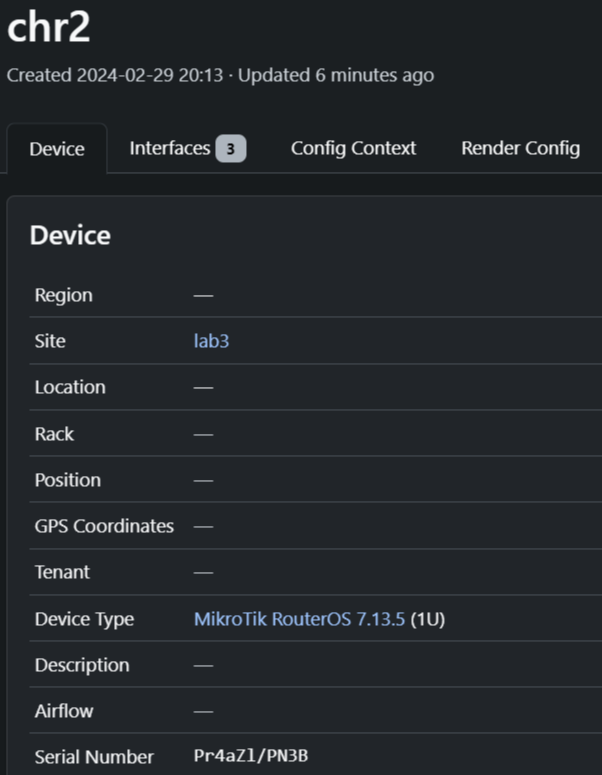 chr2
Created 2024-02-29 20:13 · Updated 6 minutes ago
Device Interfaces 3 Config Context Render Config
Device
Region —
Site lab3
Location —
Rack —
Position —
GPS Coordinates —
Tenant —
Device Type MikroTik RouterOS 7.13.5 (1U)
Description —
Airflow —
Serial Number Pr4aZl/PN3B